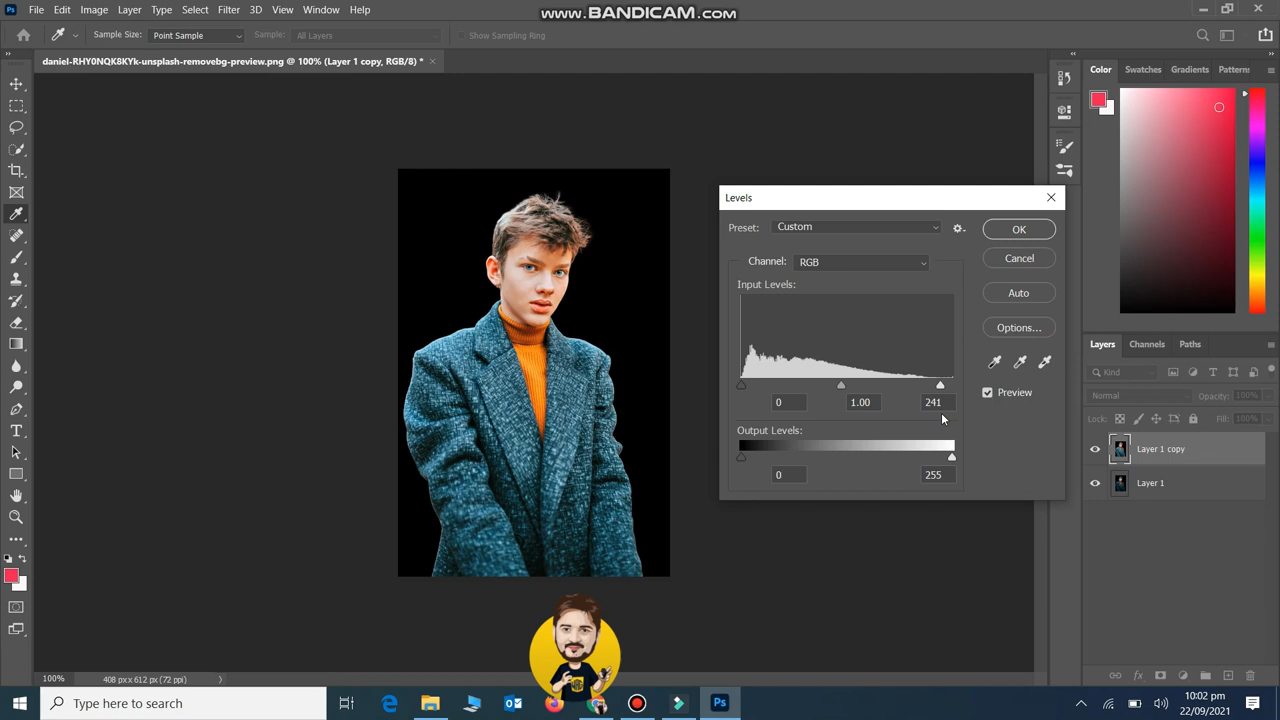 www.BANDICAM.com
File Edit Image Layer Type Select Filter 3D View Window Help
Sample Size: Point Sample Sample: All Layers Show Sampling Ring
daniel-RHY0NQK8KYk-unsplash-removebg-preview.png @ 100% (Layer 1 copy, RGB/8) *
Color Swatches Gradients Patterns
Levels
Preset: Custom
OK
Channel: RGB
Cancel
Input Levels:
Auto
Options...
Preview
0 1.00 241
Output Levels:
0 255
Layers Channels Paths
Kind
Normal Opacity: 100%
Lock: Fill: 100%
Layer 1 copy
Layer 1
100% 408 px x 612 px (72 ppi)
Type here to search
Ps
10:02 pm
22/09/2021